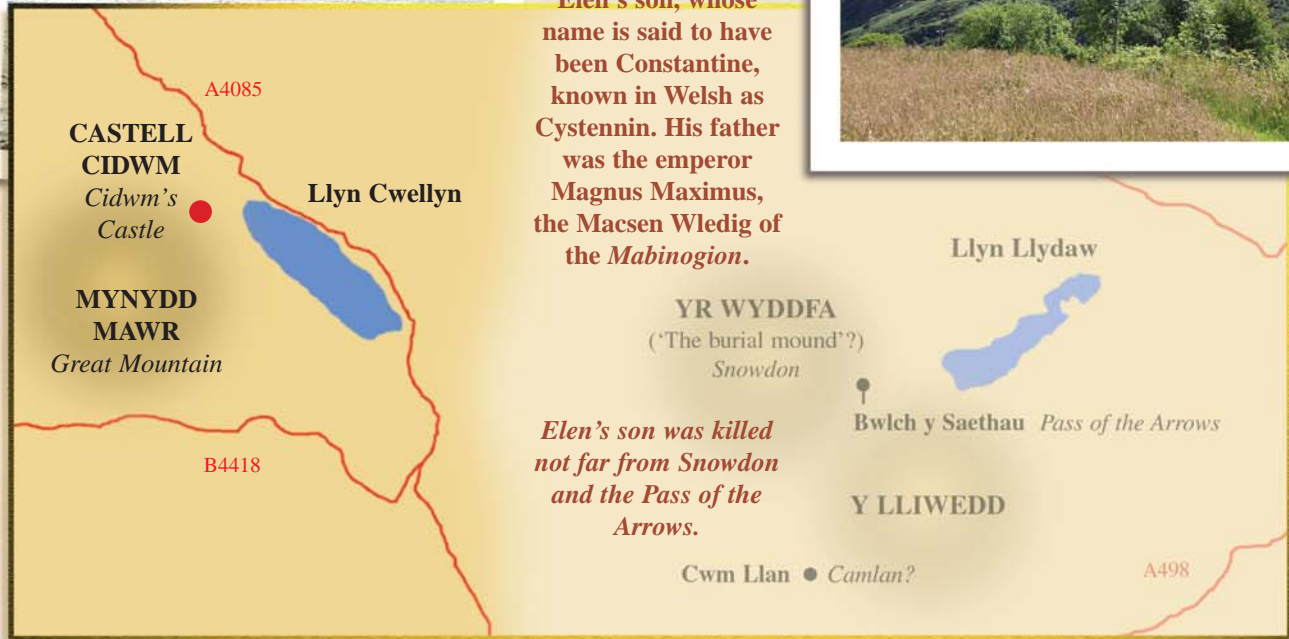 A4085
CASTELL
CIDWM
Cidwm's
Castle
Llyn Cwellyn
MYNYDD
MAWR
Great Mountain
B4418
Elen's son, whose
name is said to have
been Constantine,
known in Welsh as
Cystennin. His father
was the emperor
Magnus Maximus,
the Macsen Wledig of
the Mabinogion.
Elen's son was killed
not far from Snowdon
and the Pass of the
Arrows.
Llyn Llydaw
YR WYDDFA
('The burial mound'?)
Snowdon
Bwlch y Saethau Pass of the Arrows
Y LLIWEDD
Cwm Llan Camlan?
A498